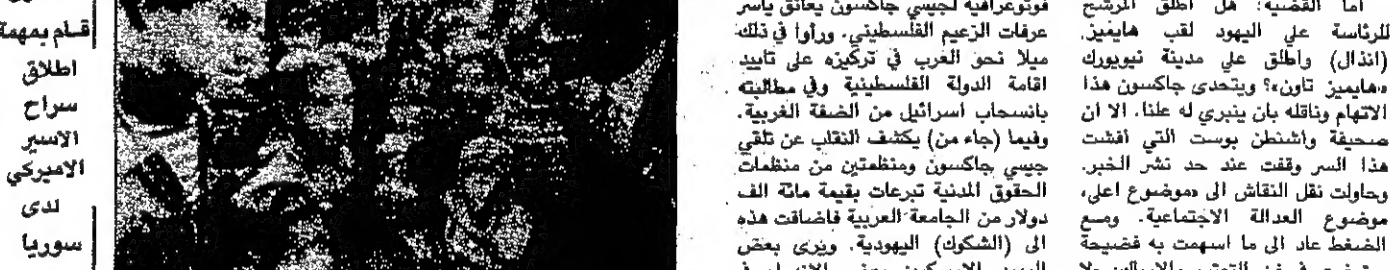 أما القضية: هل اطلق المرشح
للرئاسة على اليهود لقب هايميز.
(انذال) واطلق على مدينة نيويورك
«هايميز تاون»؟ ويتحدى جاكسون هذا
الاتهام وناقله بان ينبري له علنا. الا ان
صحيفة واشنطن بوست التي أفشت
هذا السر وقفت عند حد نشر الخبر.
وحاولت نقل النقاش الى «موضوع اعلى،
موضوع العدالة الاجتماعية. ومع
الضغط عاد الى ما اسهمت به فضيحة
فوتوغرافية لجيسي جاكسون يعانق ياسر
عرفات الزعيم الفلسطيني. ورأوا في ذلك
ميلا نحو العرب في تركيزه على تأييد
اقامة الدولة الفلسطينية وفي مطالبته
بانسحاب اسرائيل من الضفة الغربية.
وفيما (جاء من) يكشف النقاب عن تلقي
جيسي جاكسون ومنظمتين من منظمات
الحقوق المدنية تبرعات بقيمة مائة الف
دولار من الجامعة العربية فاضافت هذه
الى (الشكوك) اليهودية. ويرى بعض
قام بمهمة
اطلاق
سراح
الاسير
الاميركي
لدى
سوريا